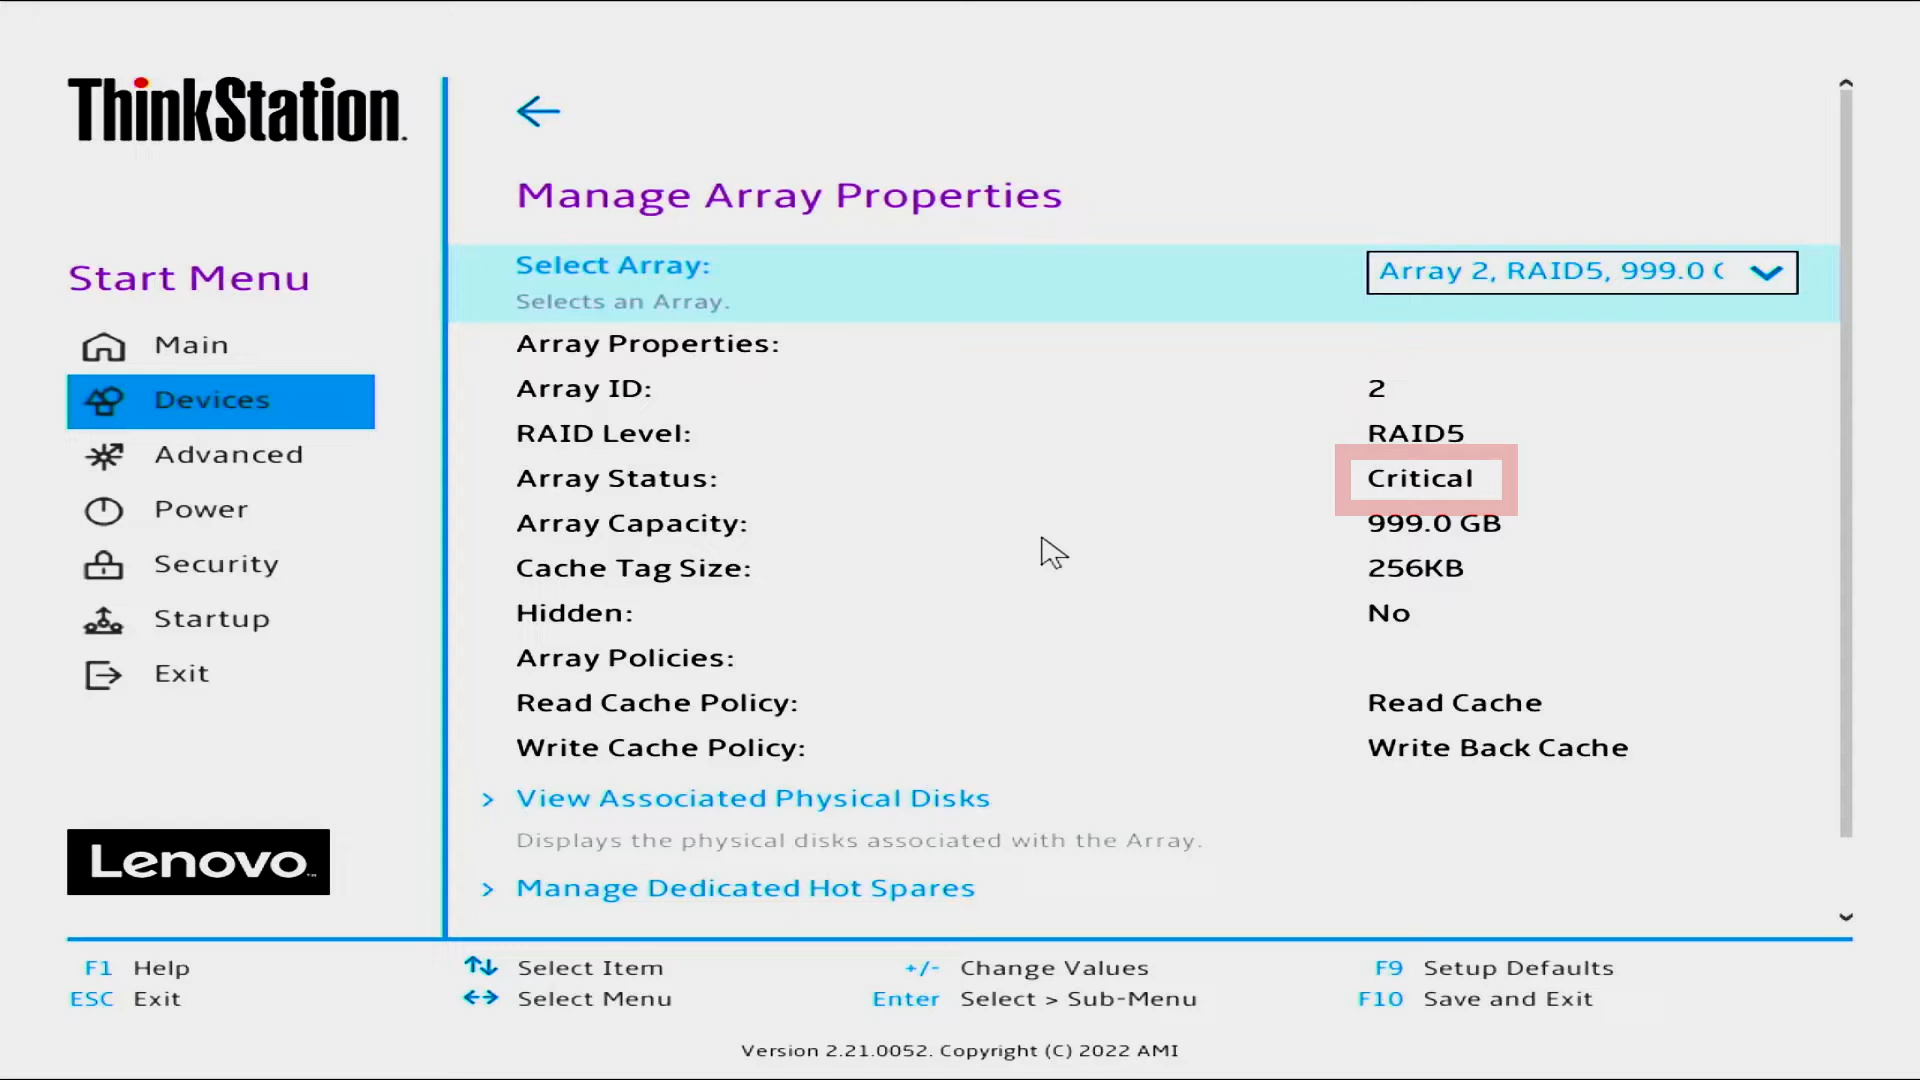 ThinkStation.
Start Menu
Main
Devices
Advanced
Power
Security
Startup
Exit
Lenovo™
Manage Array Properties
Select Array: Array 2, RAID5, 999.0 G
Selects an Array.
Array Properties:
Array ID: 2
RAID Level: RAID5
Array Status: Critical
Array Capacity: 999.0 GB
Cache Tag Size: 256KB
Hidden: No
Array Policies:
Read Cache Policy: Read Cache
Write Cache Policy: Write Back Cache
> View Associated Physical Disks
Displays the physical disks associated with the Array.
> Manage Dedicated Hot Spares
F1 Help ↑↓ Select Item +/- Change Values F9 Setup Defaults
ESC Exit ↔ Select Menu Enter Select > Sub-Menu F10 Save and Exit
Version 2.21.0052. Copyright (C) 2022 AMI